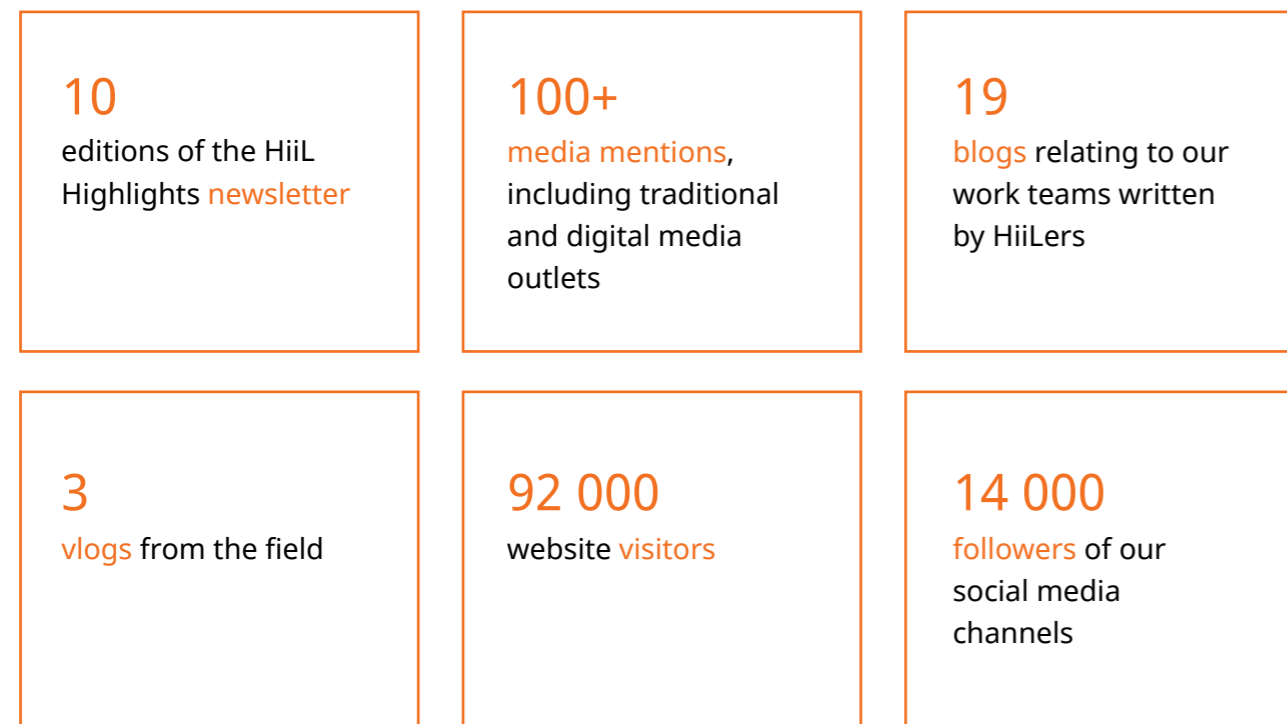 10
editions of the HiiL
Highlights newsletter
100+
media mentions,
including traditional
and digital media
outlets
19
blogs relating to our
work teams written
by HiiLers
3
vlogs from the field
92 000
website visitors
14 000
followers of our
social media
channels